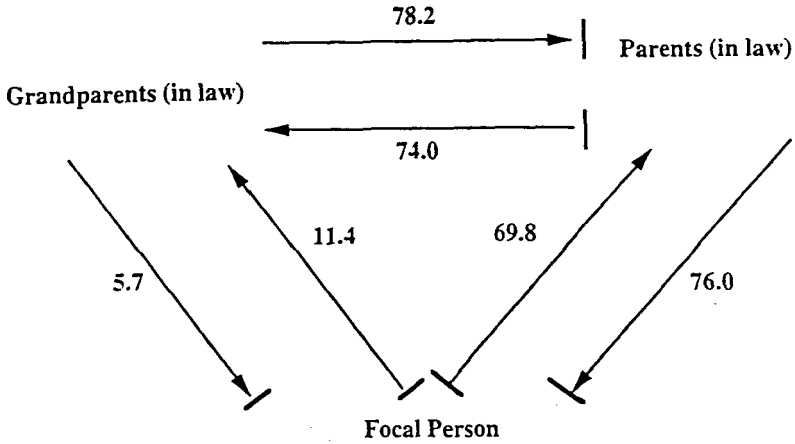 78.2
Parents (in law)
Grandparents (in law)
74.0
11.4
69.8
5.7
76.0
Focal Person